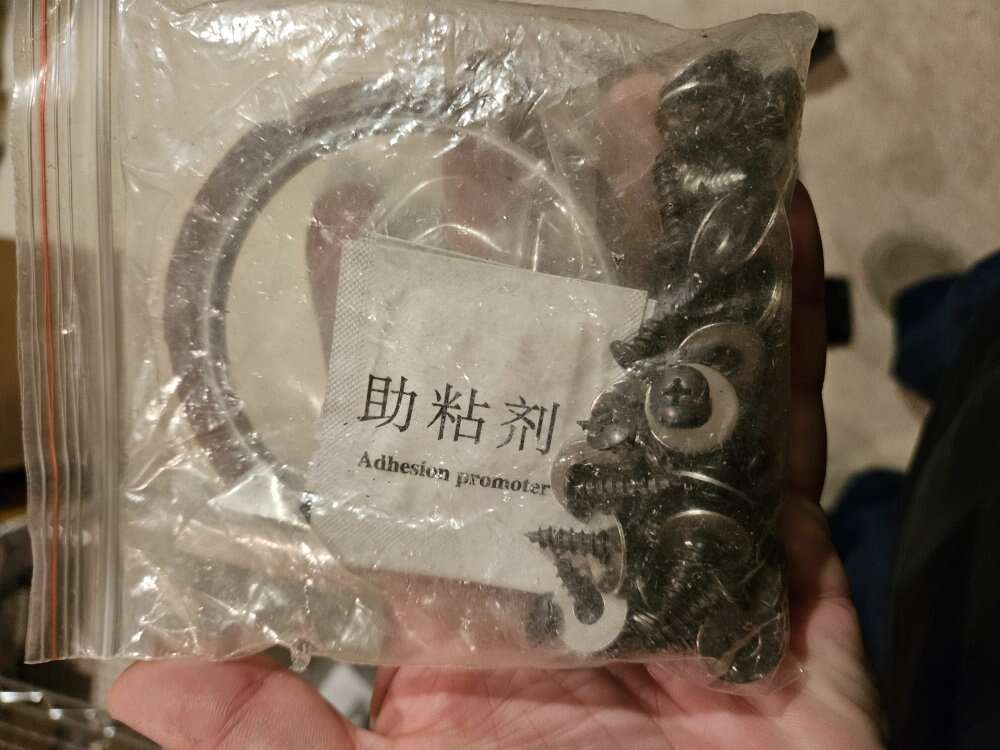 助粘剂
Adhesion promoter